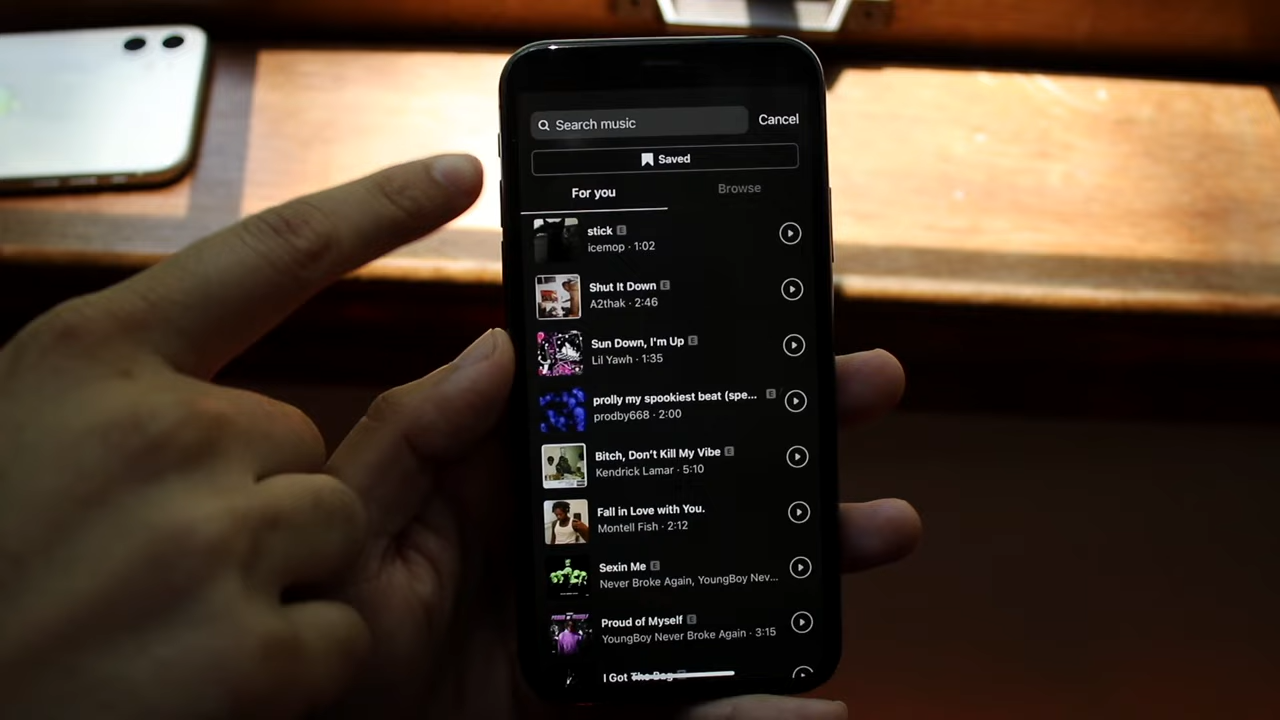 Search music
Cancel
Saved
For you
Browse
stick E
icemop · 1:02
Shut It Down E
A2thak · 2:46
Sun Down, I'm Up E
Lil Yawh · 1:35
prolly my spookiest beat (spe... E
prodby668 · 2:00
Bitch, Don't Kill My Vibe E
Kendrick Lamar · 5:10
Fall in Love with You.
Montell Fish · 2:12
Sexin Me E
Never Broke Again, YoungBoy Nev...
Proud of Myself E
YoungBoy Never Broke Again · 3:15
I Got The Bag E